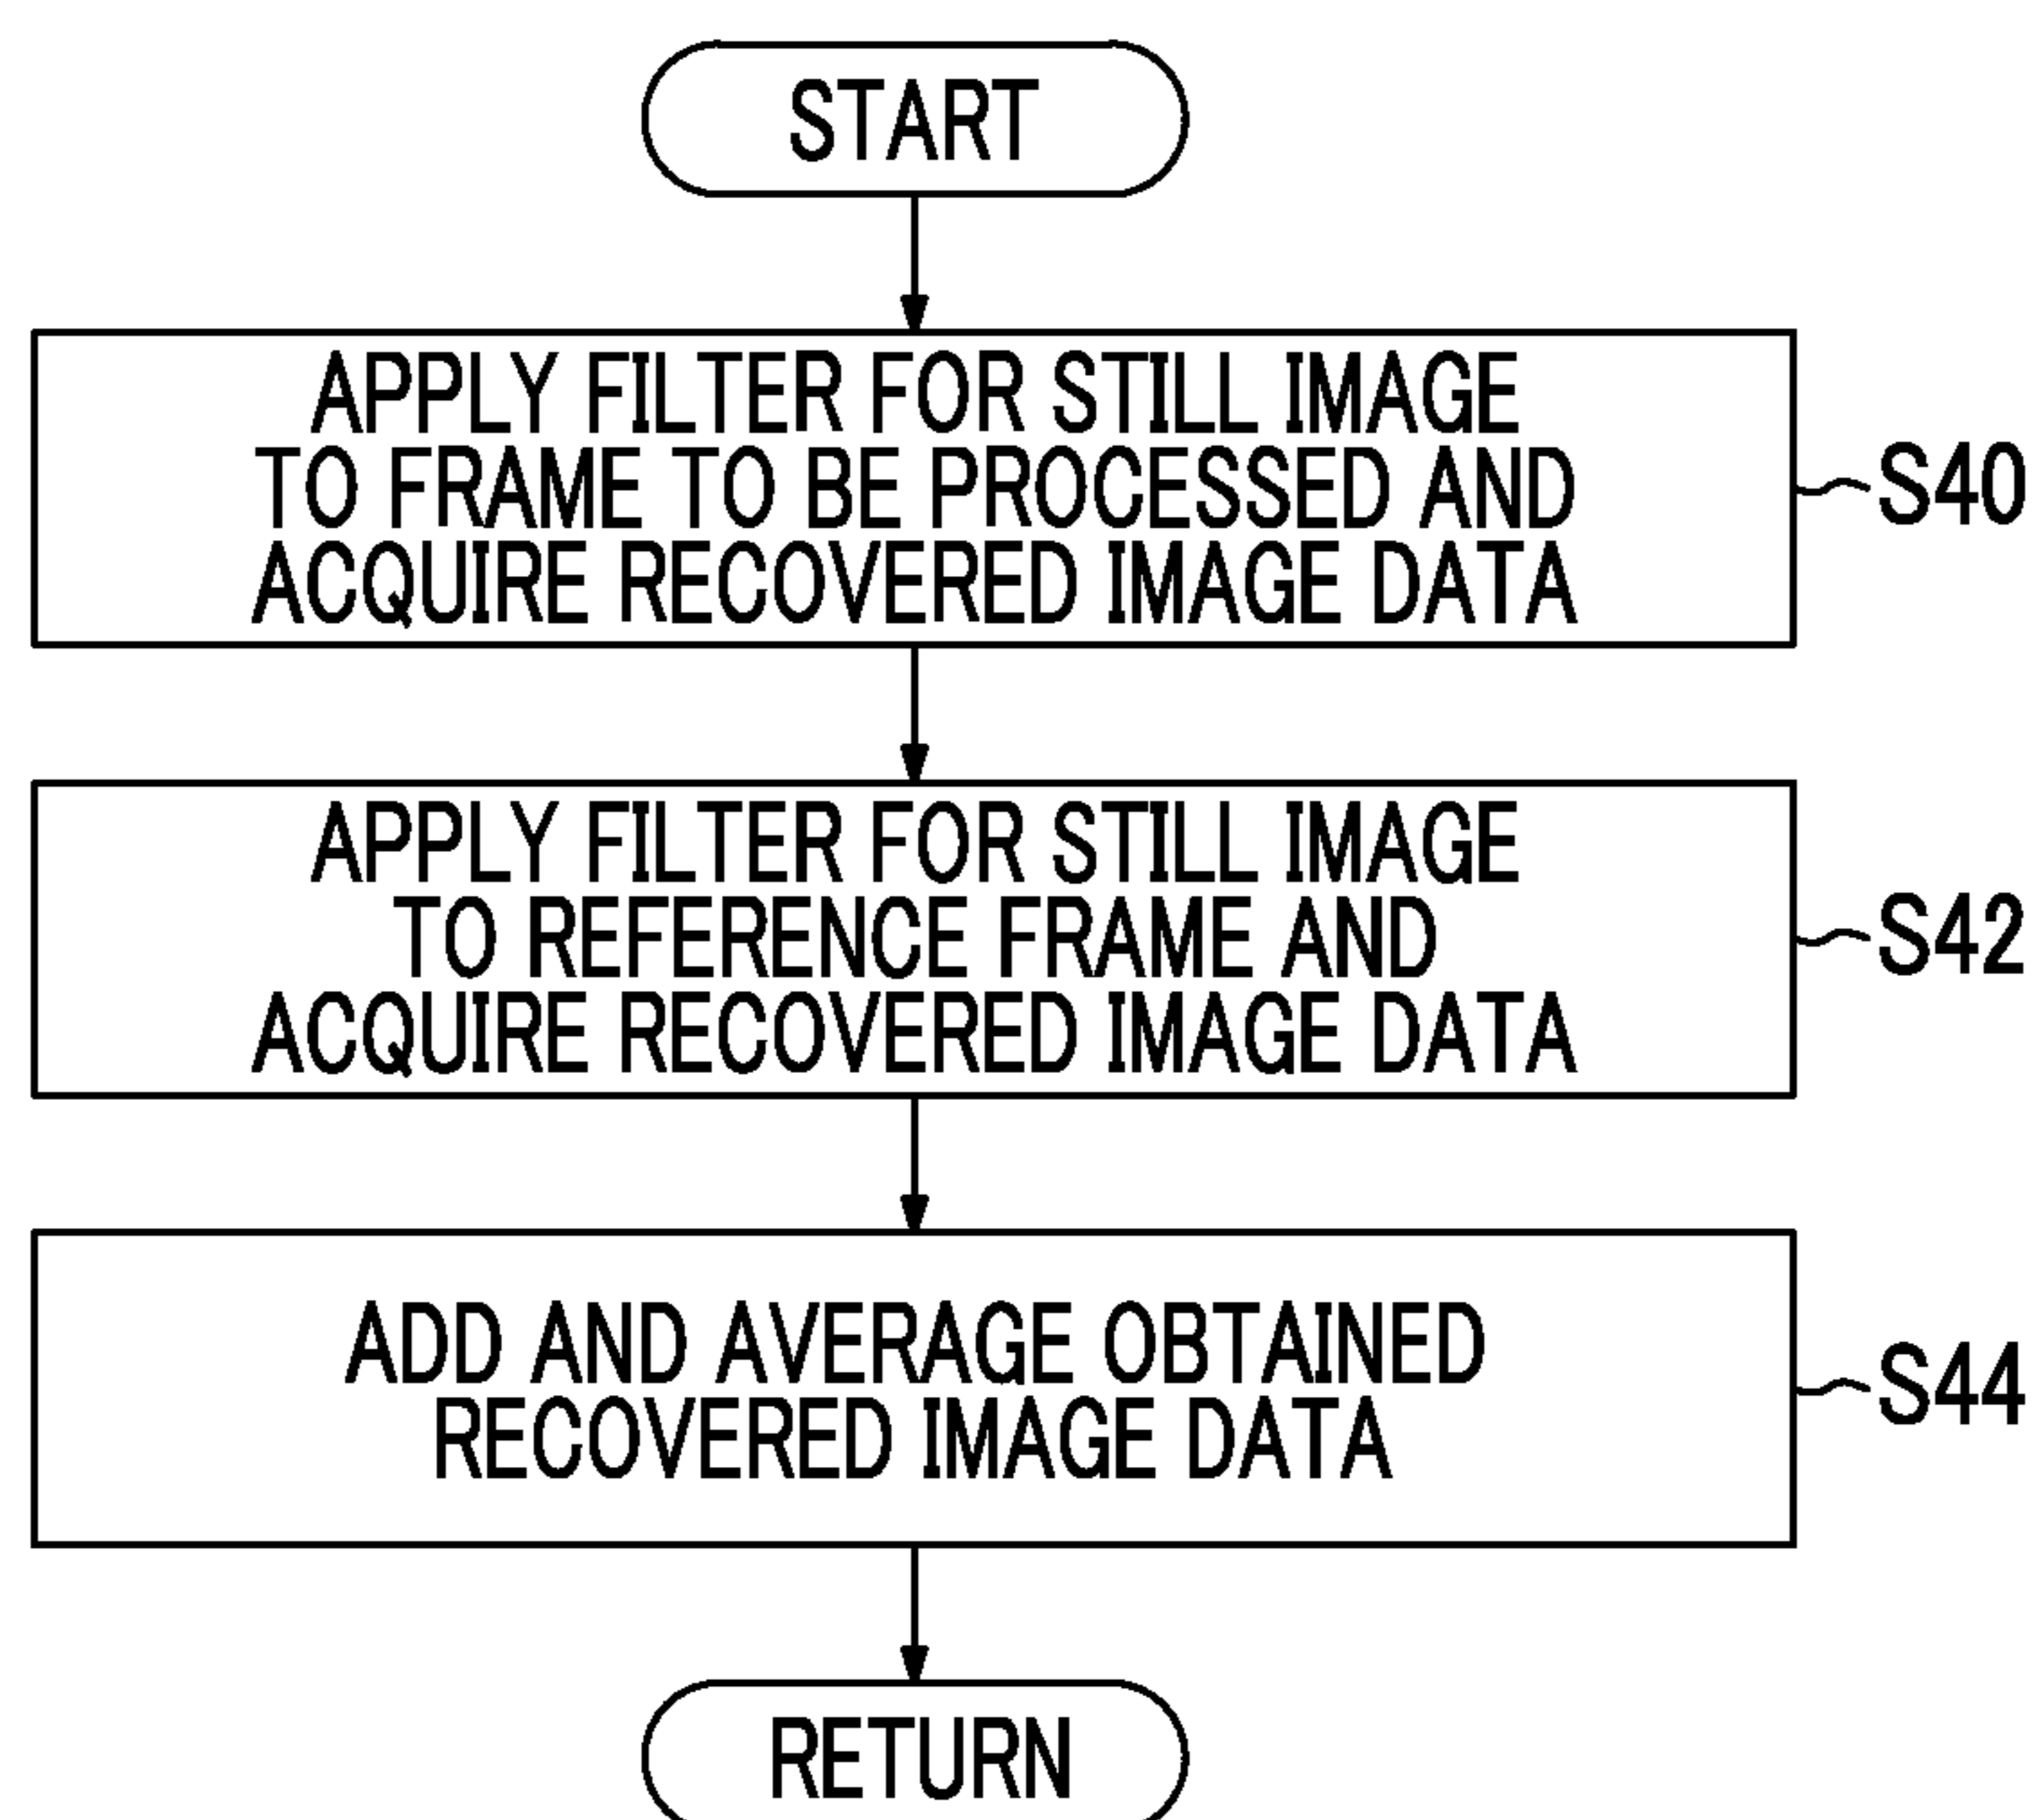 START
APPLY FILTER FOR STILL IMAGE
TO FRAME TO BE PROCESSED AND
ACQUIRE RECOVERED IMAGE DATA
S40
APPLY FILTER FOR STILL IMAGE
TO REFERENCE FRAME AND
ACQUIRE RECOVERED IMAGE DATA
S42
ADD AND AVERAGE OBTAINED
RECOVERED IMAGE DATA
S44
RETURN